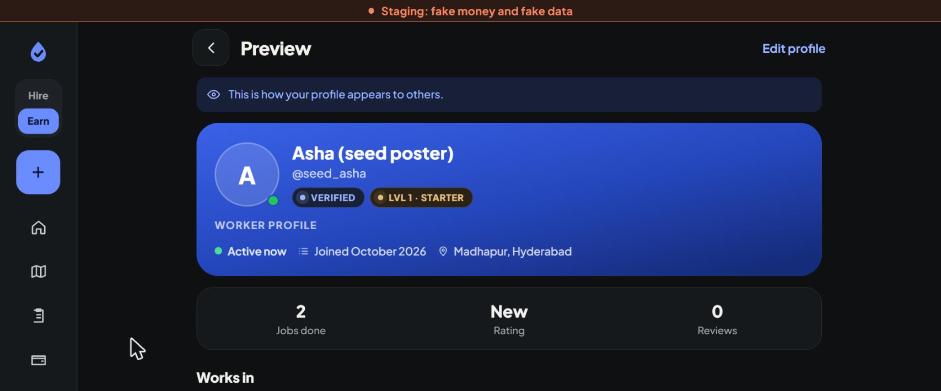 Staging: fake money and fake data
Hire
Earn
Preview
Edit profile
This is how your profile appears to others.
A
Asha (seed poster)
@seed_asha
VERIFIED
LVL 1 · STARTER
WORKER PROFILE
Active now
Joined October 2026
Madhapur, Hyderabad
2
Jobs done
New
Rating
0
Reviews
Works in